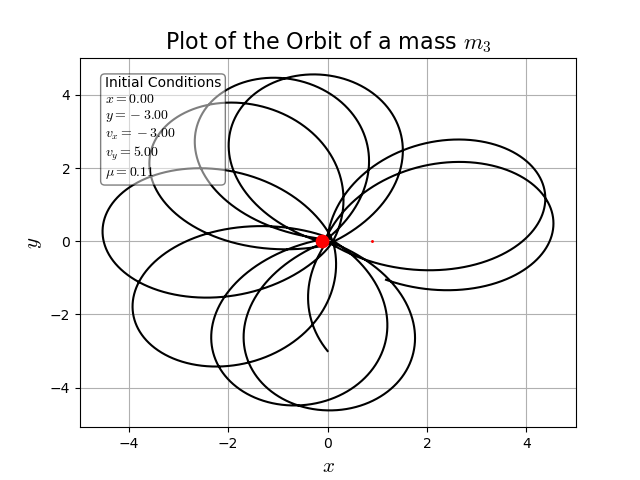 Plot of the Orbit of a mass m₃
Initial Conditions
x = 0.00
y = −3.00
vₓ = −3.00
v_y = 5.00
μ = 0.11
4
2
0
−2
−4
y
−4
−2
0
2
4
x